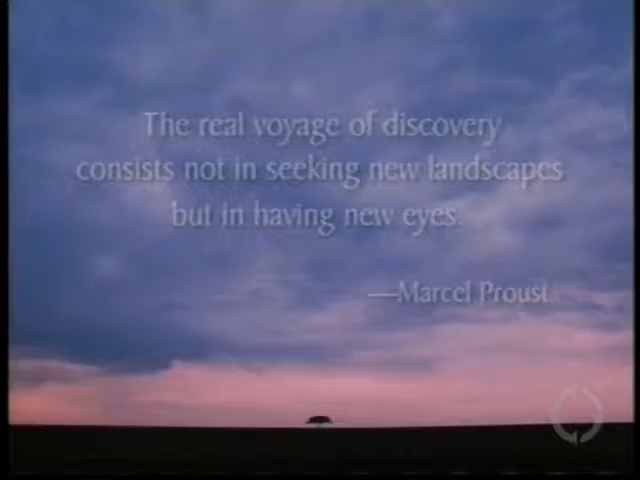 The real voyage of discovery
consists not in seeking new landscapes
but in having new eyes.
—Marcel Proust